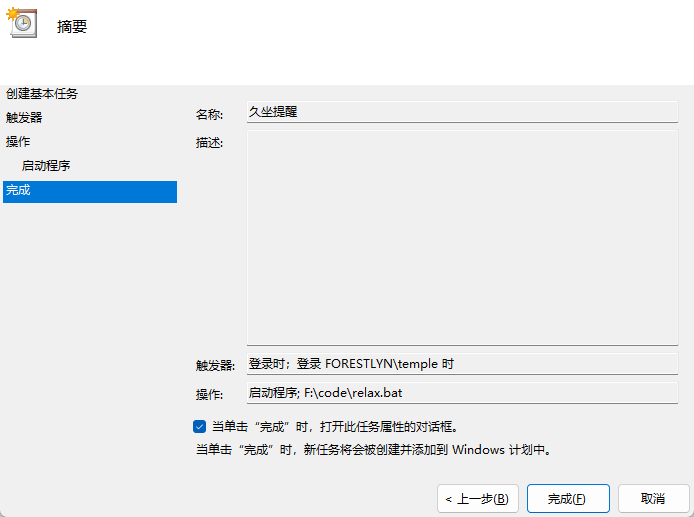 摘要
创建基本任务
触发器
操作
启动程序
完成
名称: 久坐提醒
描述:
触发器: 登录时；登录 FORESTLYN\temple 时
操作: 启动程序; F:\code\relax.bat
当单击“完成”时，打开此任务属性的对话框。
当单击“完成”时，新任务将会被创建并添加到 Windows 计划中。
< 上一步(B) 完成(F) 取消